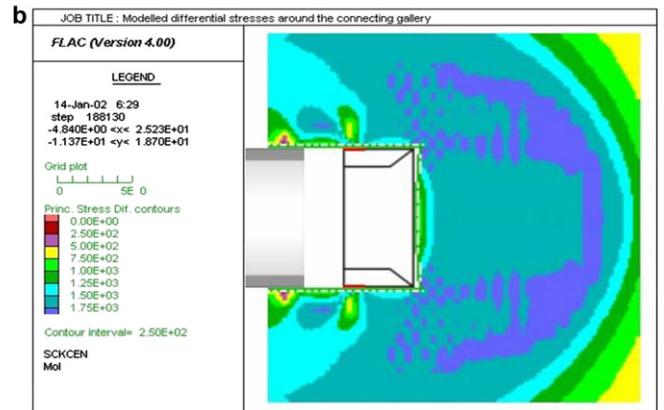 b
JOB TITLE : Modelled differential stresses around the connecting gallery
FLAC (Version 4.00)
LEGEND
14-Jan-02 6:29
step 188130
-4.840E+00 <x< 2.523E+01
-1.137E+01 <y< 1.870E+01
Grid plot
0 5E 0
Princ. Stress Dif. contours
0.00E+00
2.50E+02
5.00E+02
7.50E+02
1.00E+03
1.25E+03
1.50E+03
1.75E+03
Contour interval= 2.50E+02
SCKCEN
Mol